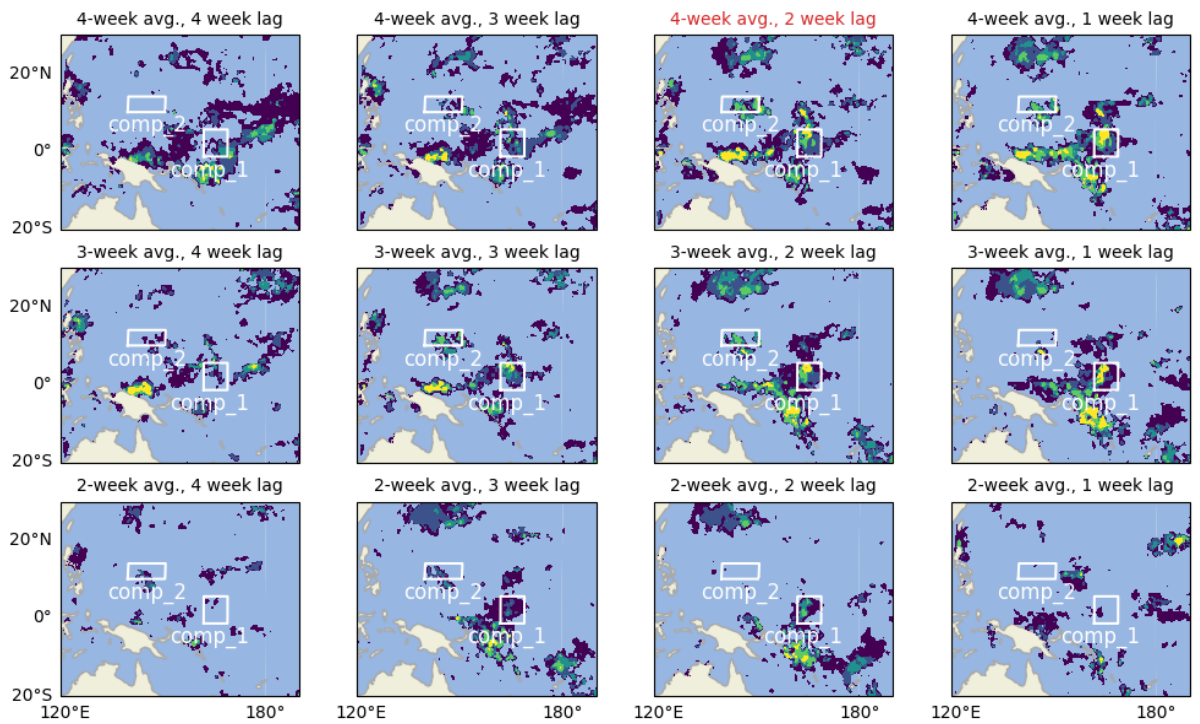 4-week avg., 4 week lag
4-week avg., 3 week lag
4-week avg., 2 week lag
4-week avg., 1 week lag
20°N
0°
20°S
comp_2
comp_1
comp_2
comp_1
comp_2
comp_1
comp_2
comp_1
3-week avg., 4 week lag
3-week avg., 3 week lag
3-week avg., 2 week lag
3-week avg., 1 week lag
20°N
0°
20°S
comp_2
comp_1
comp_2
comp_1
comp_2
comp_1
comp_2
comp_1
2-week avg., 4 week lag
2-week avg., 3 week lag
2-week avg., 2 week lag
2-week avg., 1 week lag
20°N
0°
20°S
comp_2
comp_1
comp_2
comp_1
comp_2
comp_1
comp_2
comp_1
120°E 180°
120°E 180°
120°E 180°
120°E 180°